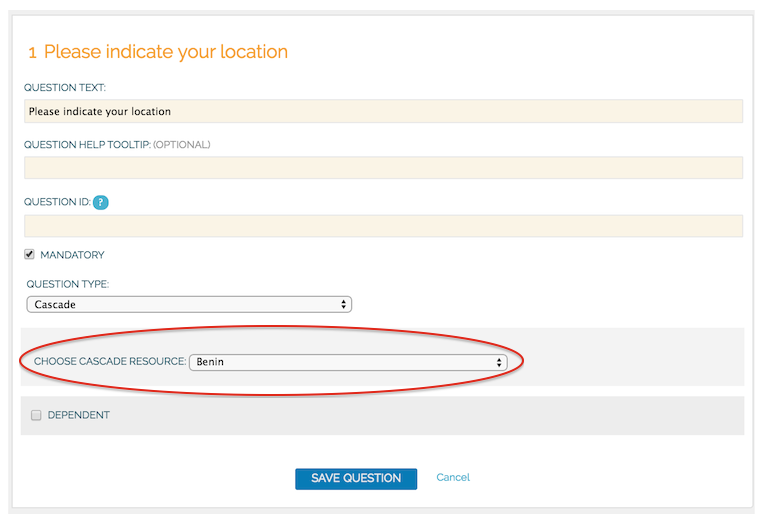 1 Please indicate your location
QUESTION TEXT:
Please indicate your location
QUESTION HELP TOOLTIP: (OPTIONAL)
QUESTION ID: ?
MANDATORY
QUESTION TYPE:
Cascade
CHOOSE CASCADE RESOURCE: Benin
DEPENDENT
SAVE QUESTION Cancel